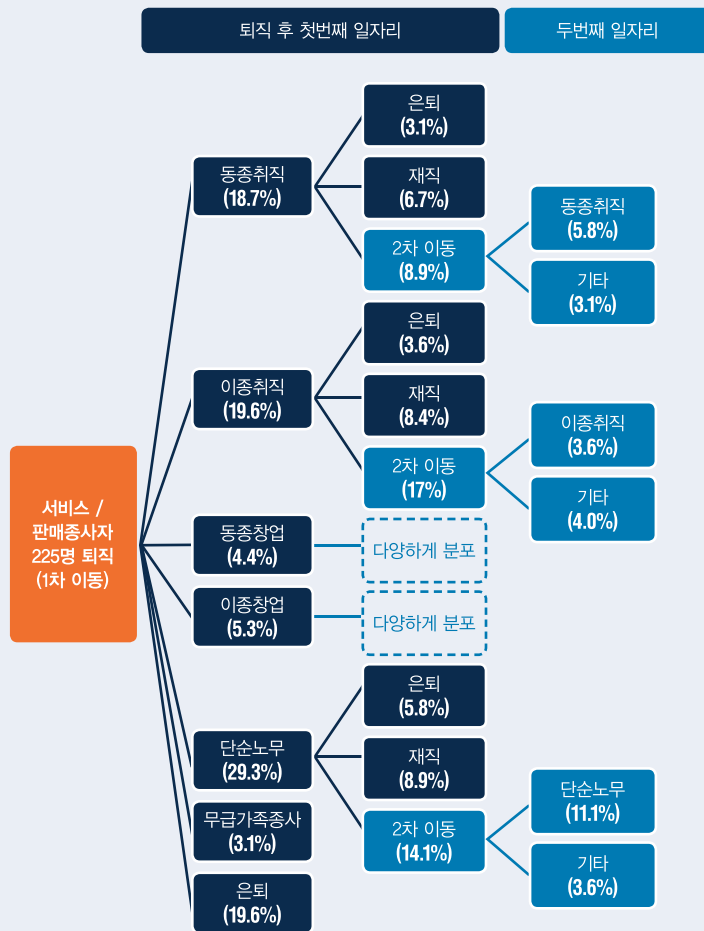 퇴직 후 첫번째 일자리
두번째 일자리
서비스 /
판매종사자
225명 퇴직
(1차 이동)
동종취직
(18.7%)
은퇴
(3.1%)
재직
(6.7%)
2차 이동
(8.9%)
동종취직
(5.8%)
기타
(3.1%)
이종취직
(19.6%)
은퇴
(3.6%)
재직
(8.4%)
2차 이동
(17%)
이종취직
(3.6%)
기타
(4.0%)
동종창업
(4.4%)
다양하게 분포
이종창업
(5.3%)
다양하게 분포
단순노무
(29.3%)
은퇴
(5.8%)
재직
(8.9%)
2차 이동
(14.1%)
단순노무
(11.1%)
기타
(3.6%)
무급가족종사
(3.1%)
은퇴
(19.6%)